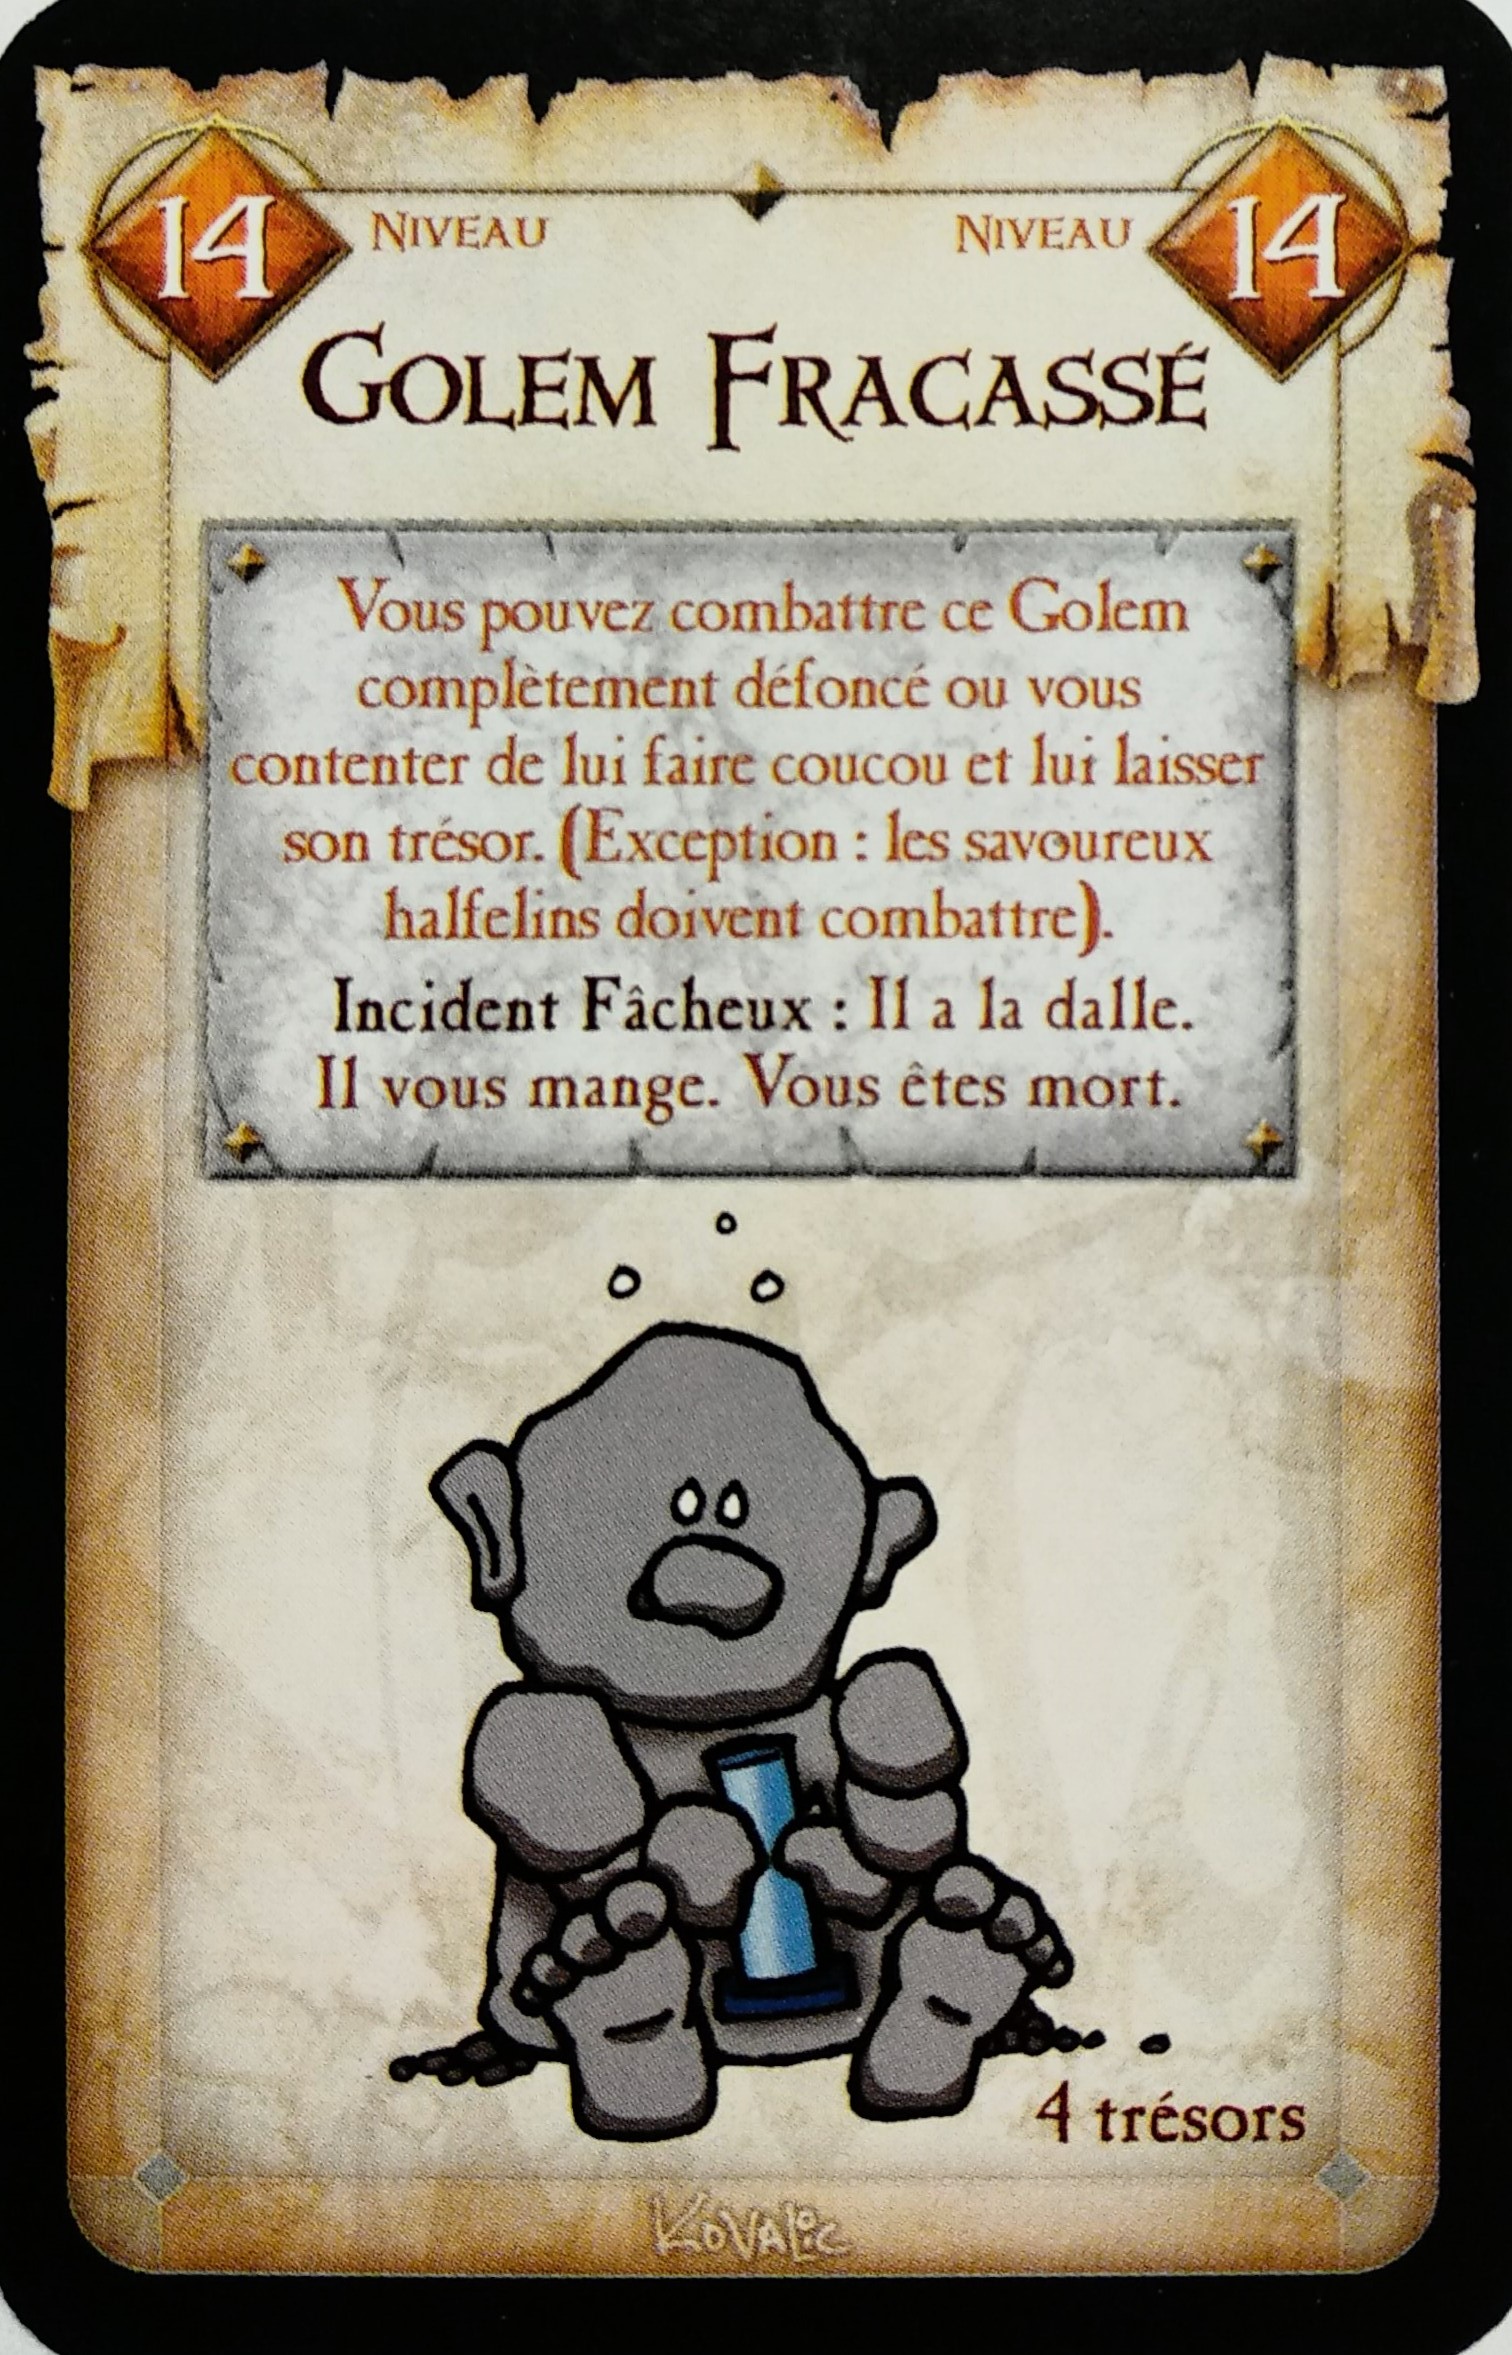 14 NIVEAU NIVEAU 14
GOLEM FRACASSÉ
Vous pouvez combattre ce Golem
complètement défoncé ou vous
contenter de lui faire coucou et lui laisser
son trésor. (Exception : les savoureux
halfelins doivent combattre).
Incident Fâcheux : Il a la dalle.
Il vous mange. Vous êtes mort.
4 trésors
KOVALIC